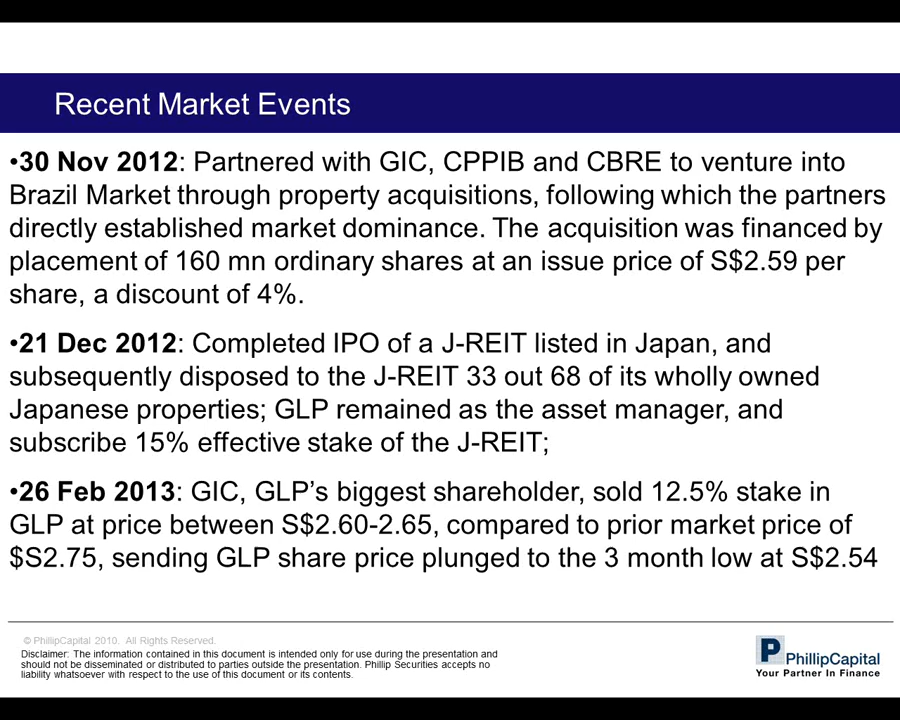 Recent Market Events
•30 Nov 2012: Partnered with GIC, CPPIB and CBRE to venture into
Brazil Market through property acquisitions, following which the partners
directly established market dominance. The acquisition was financed by
placement of 160 mn ordinary shares at an issue price of S$2.59 per
share, a discount of 4%.
•21 Dec 2012: Completed IPO of a J-REIT listed in Japan, and
subsequently disposed to the J-REIT 33 out 68 of its wholly owned
Japanese properties; GLP remained as the asset manager, and
subscribe 15% effective stake of the J-REIT;
•26 Feb 2013: GIC, GLP’s biggest shareholder, sold 12.5% stake in
GLP at price between S$2.60-2.65, compared to prior market price of
$S2.75, sending GLP share price plunged to the 3 month low at S$2.54
© PhillipCapital 2010. All Rights Reserved.
Disclaimer: The information contained in this document is intended only for use during the presentation and
should not be disseminated or distributed to parties outside the presentation. Phillip Securities accepts no
liability whatsoever with respect to the use of this document or its contents.
P PhillipCapital
Your Partner In Finance